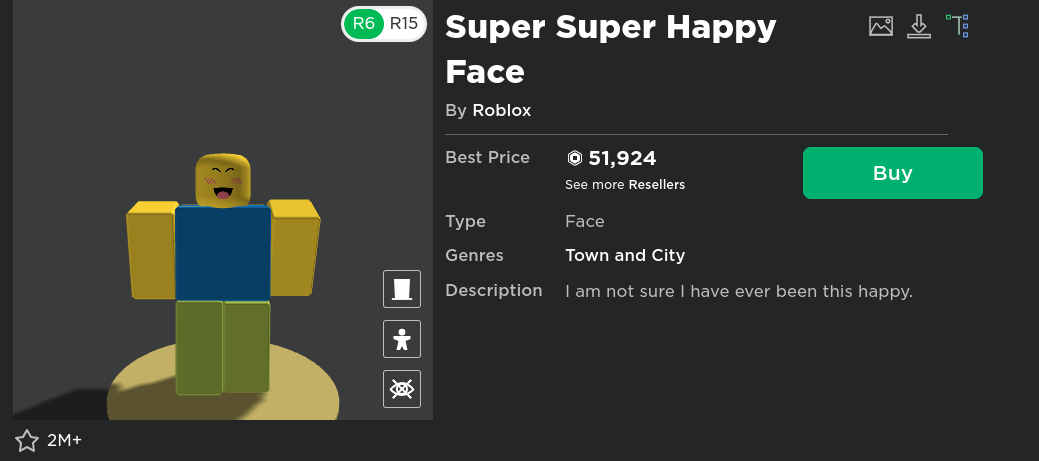 R6 R15
Super Super Happy
Face
By Roblox
Best Price 51,924
See more Resellers
Buy
Type Face
Genres Town and City
Description I am not sure I have ever been this happy.
2M+